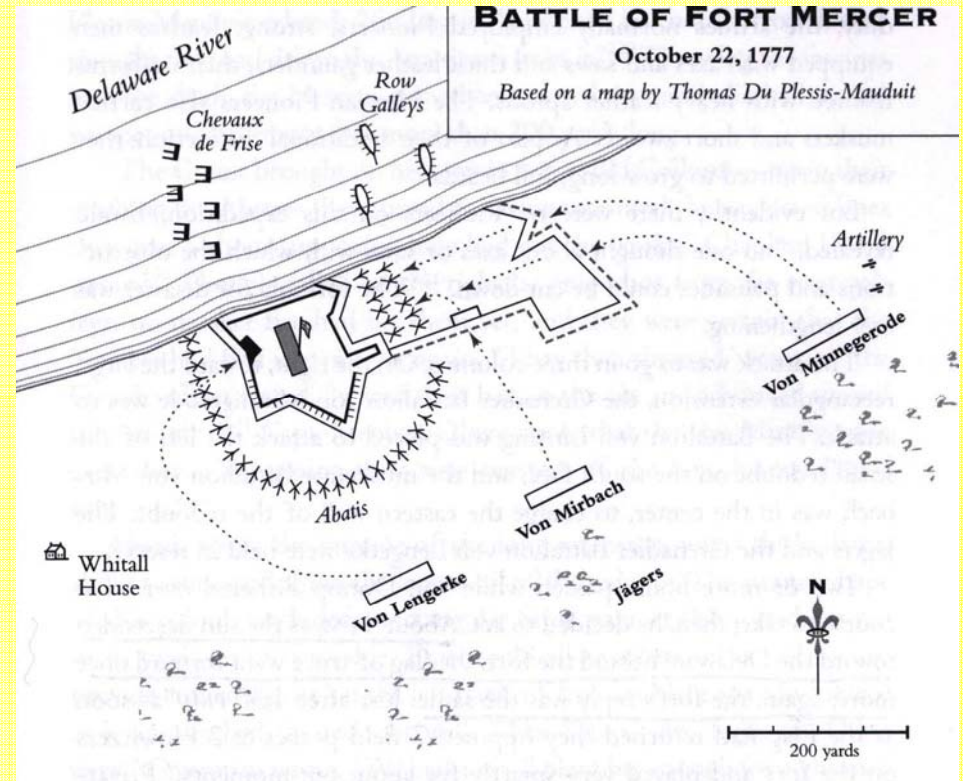 BATTLE OF FORT MERCER
October 22, 1777
Based on a map by Thomas Du Plessis-Mauduit
Delaware River
Chevaux
de Frise
Row
Galleys
Artillery
Von Minnegerode
Von Mirbach
Abatis
Whitall
House
Von Lengerke
Jägers
N
200 yards